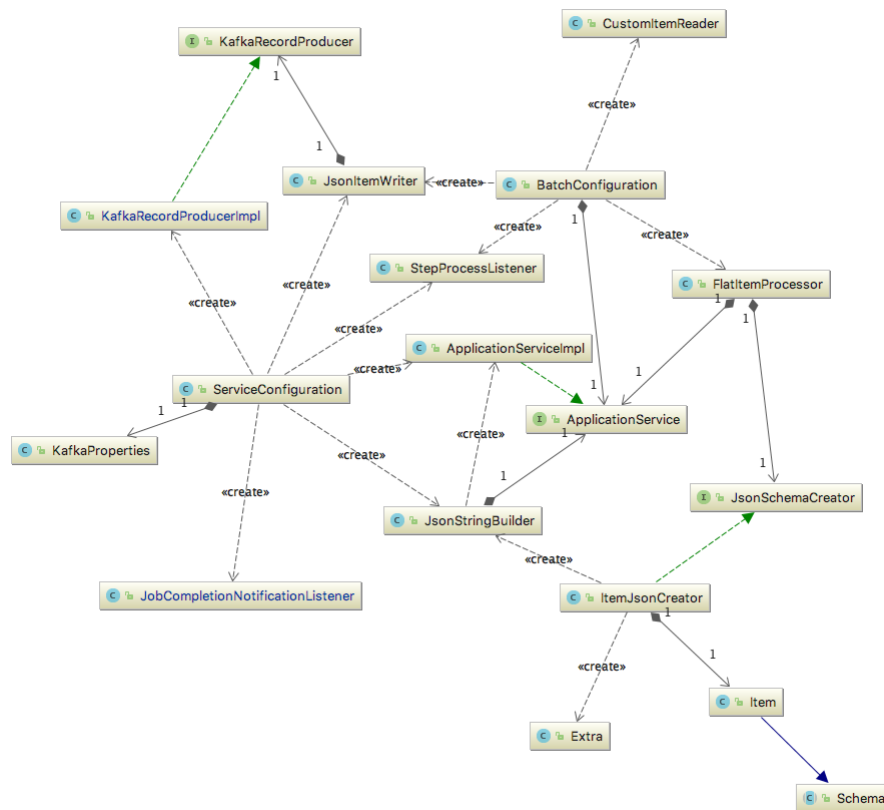 CustomItemReader
KafkaRecordProducer
1
«create»
1
JsonItemWriter
«create»
BatchConfiguration
KafkaRecordProducerImpl
1
«create»
«create»
StepProcessListener
«create»
«create»
FlatItemProcessor
1
1
«create»
ApplicationServiceImpl
«create»
ServiceConfiguration
1
1
1
1
ApplicationService
1
«create»
KafkaProperties
«create»
1
1
«create»
JsonSchemaCreator
JsonStringBuilder
«create»
JobCompletionNotificationListener
ItemJsonCreator
1
«create»
1
Item
Extra
Schema